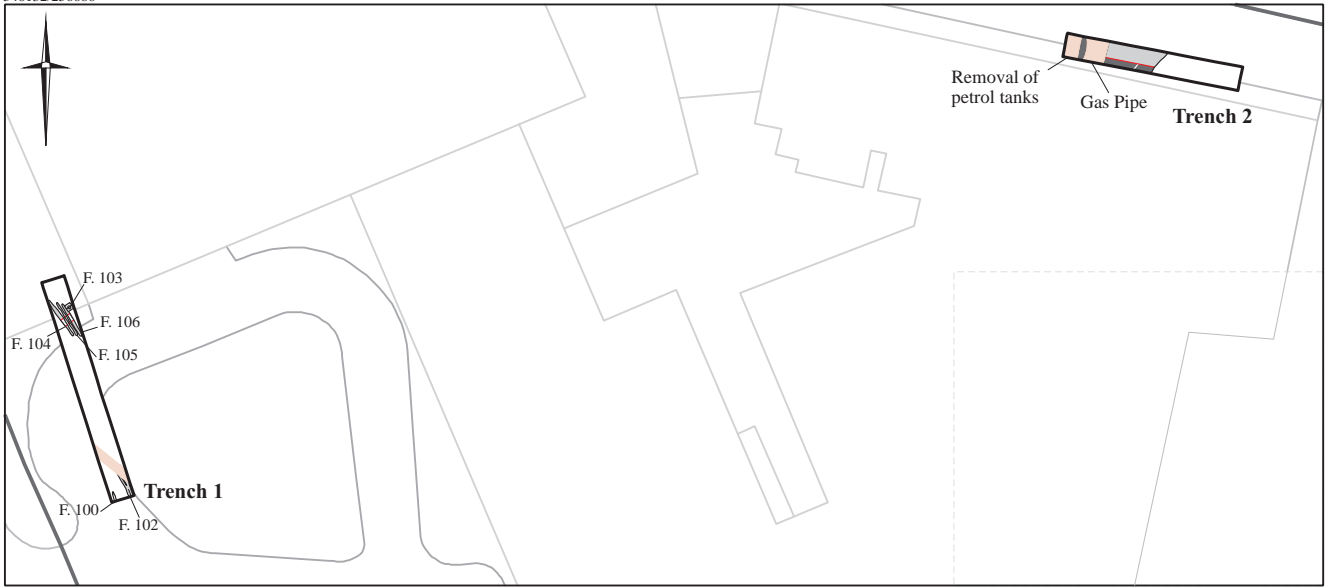 Removal of
petrol tanks
Gas Pipe
Trench 2
F. 103
F. 106
F. 104
F. 105
Trench 1
F. 100
F. 102